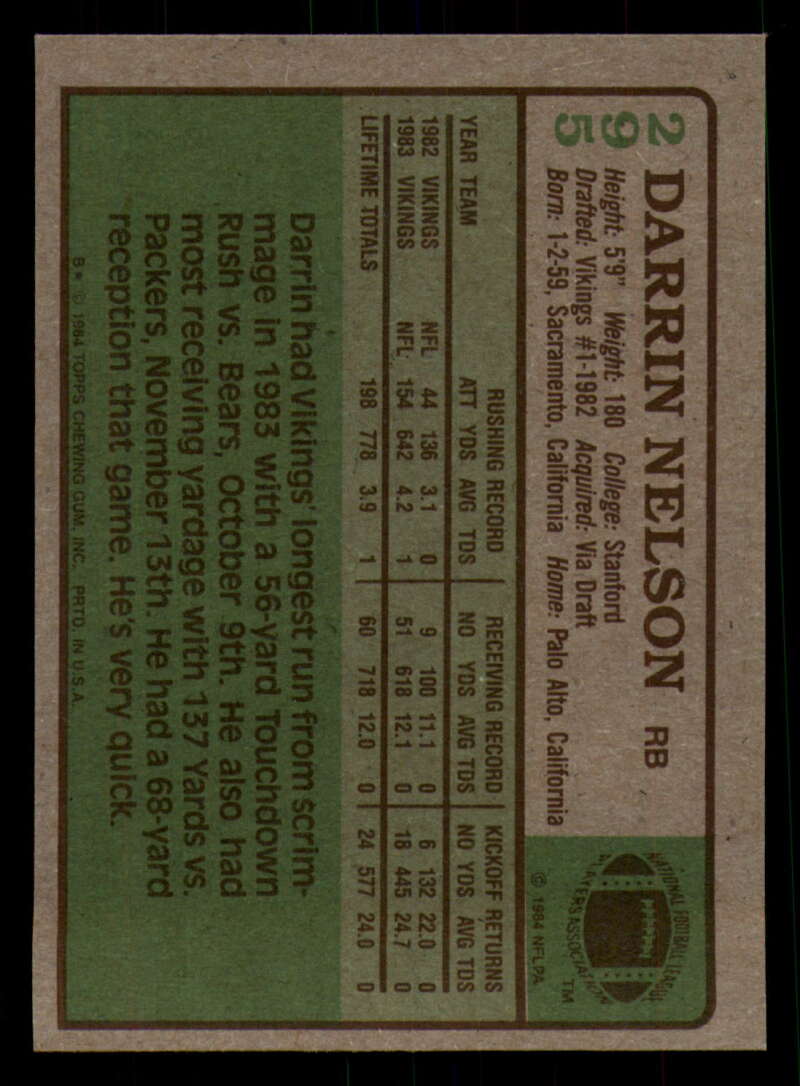 295
DARRIN NELSON RB
Height: 5'9" Weight: 180 College: Stanford
Drafted: Vikings #1-1982 Acquired: Via Draft
Born: 1-2-59, Sacramento, California Home: Palo Alto, California
NATIONAL FOOTBALL LEAGUE
PLAYERS ASSOCIATION
TM
© 1984 NFLPA
RUSHING RECORD RECEIVING RECORD KICKOFF RETURNS
YEAR TEAM ATT YDS AVG TDS NO YDS AVG TDS NO YDS AVG TDS
1982 VIKINGS NFL 44 136 3.1 0 9 100 11.1 0 6 132 22.0 0
1983 VIKINGS NFL 154 642 4.2 1 51 618 12.1 0 18 445 24.7 0
LIFETIME TOTALS 198 778 3.9 1 60 718 12.0 0 24 577 24.0 0
Darrin had Vikings' longest run from scrim-
mage in 1983 with a 56-yard Touchdown
Rush vs. Bears, October 9th. He also had
most receiving yardage with 137 Yards vs.
Packers, November 13th. He had a 68-yard
reception that game. He's very quick.
B* © 1984 TOPPS CHEWING GUM, INC. PRTD. IN U.S.A.